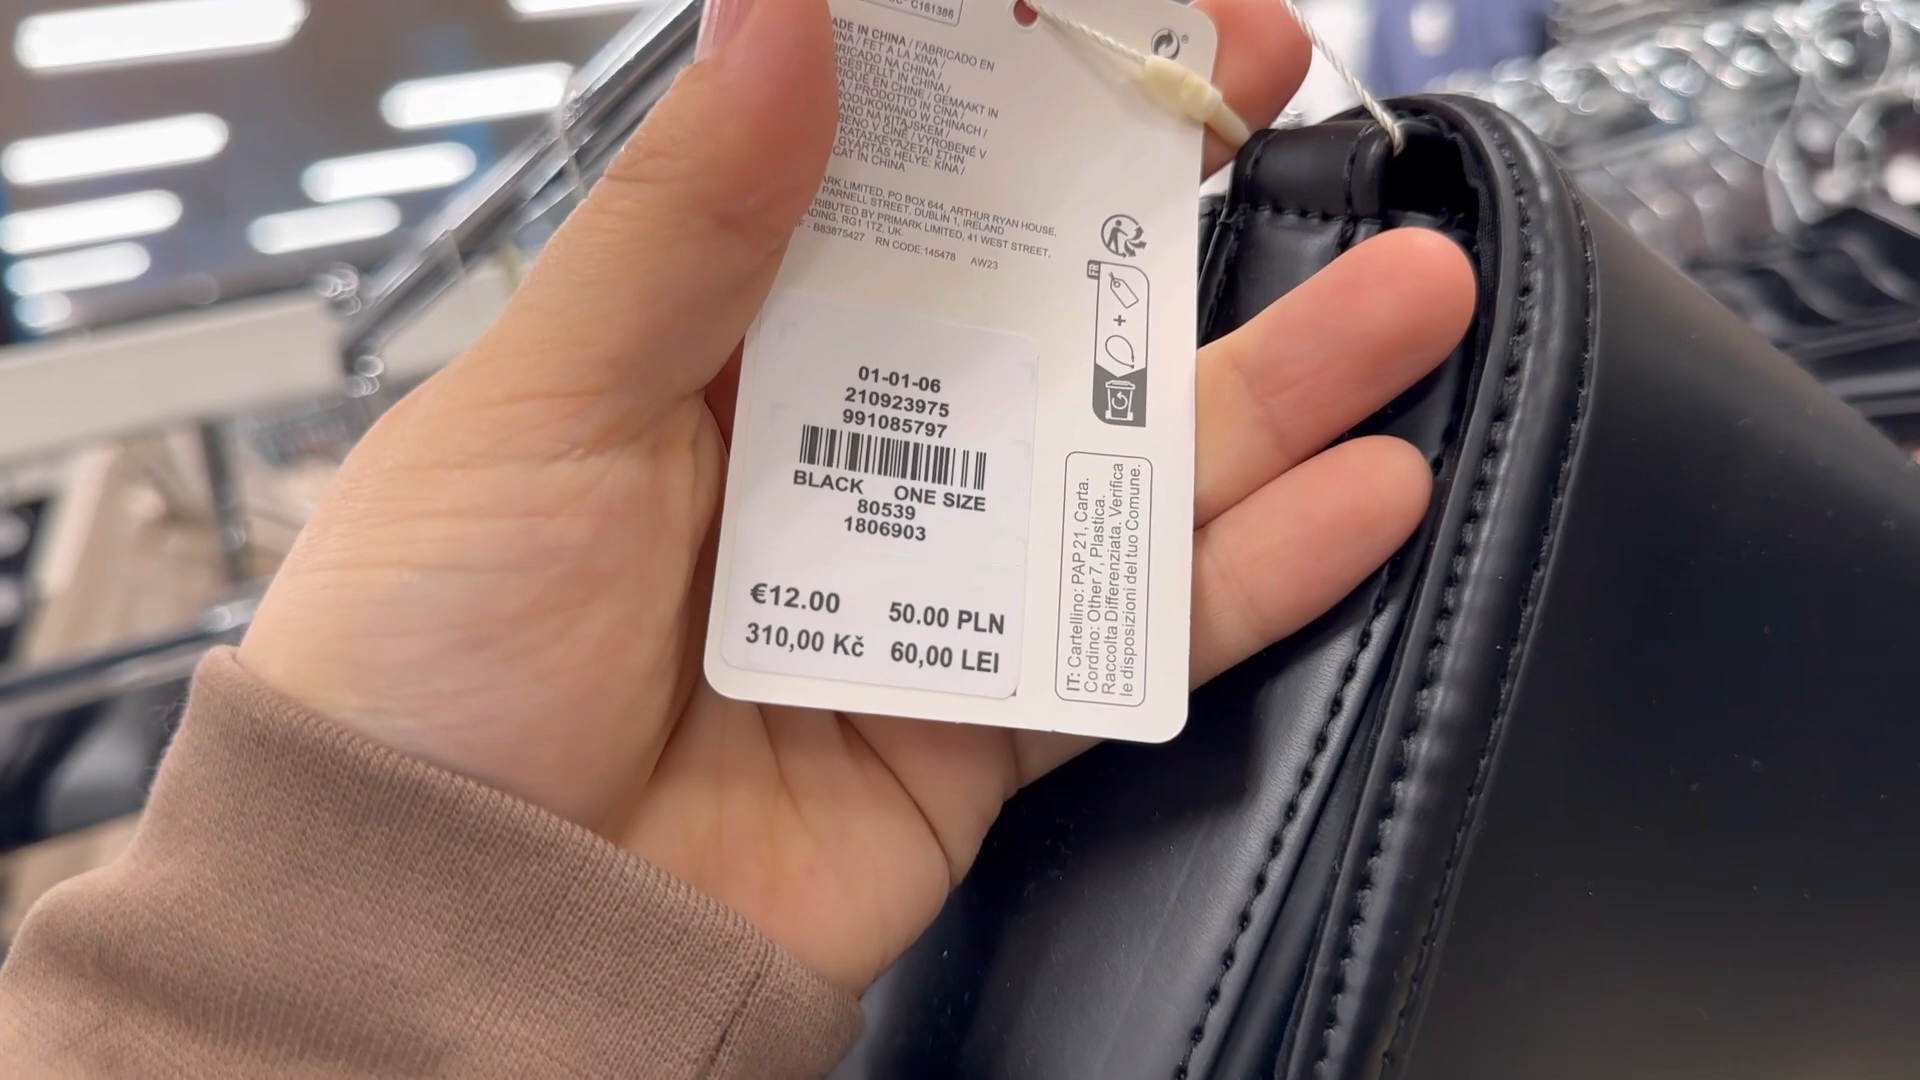 C161386
ADE IN CHINA / FABRICADO EN
INA / FET A LA XINA /
BRICADO NA CHINA /
GESTELLT IN CHINA /
RIQUÉ EN CHINE / GEMAAKT IN
A / PRODOTTO IN CINA /
ODUKOWANO W CHINACH /
ANO NA KITAJSKEM /
BENO V ČÍNĚ / VYROBENÉ V
GYÁRTÁS HELYE: KÍNA /
CAT ÎN CHINA
ARK LIMITED, PO BOX 644, ARTHUR RYAN HOUSE,
PARNELL STREET, DUBLIN 1, IRELAND
TRIBUTED BY PRIMARK LIMITED, 41 WEST STREET,
ADING, RG1 1TZ, UK.
F - B83875427 RN CODE:145478 AW23
FR
+
01-01-06
210923975
991085797
BLACK ONE SIZE
80539
1806903
€12.00 50.00 PLN
310,00 Kč 60,00 LEI
IT: Cartellino: PAP 21, Carta.
Cordino: Other 7, Plastica.
Raccolta Differenziata. Verifica
le disposizioni del tuo Comune.